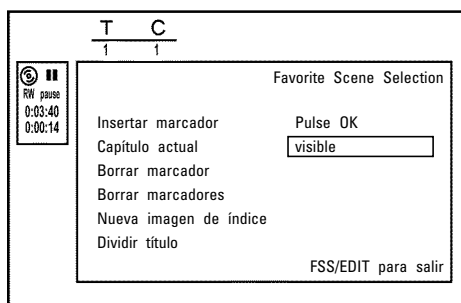 T C
1 1
RW pause
0:03:40
0:00:14
Favorite Scene Selection
Insertar marcador Pulse OK
Capítulo actual visible
Borrar marcador
Borrar marcadores
Nueva imagen de índice
Dividir título
FSS/EDIT para salir